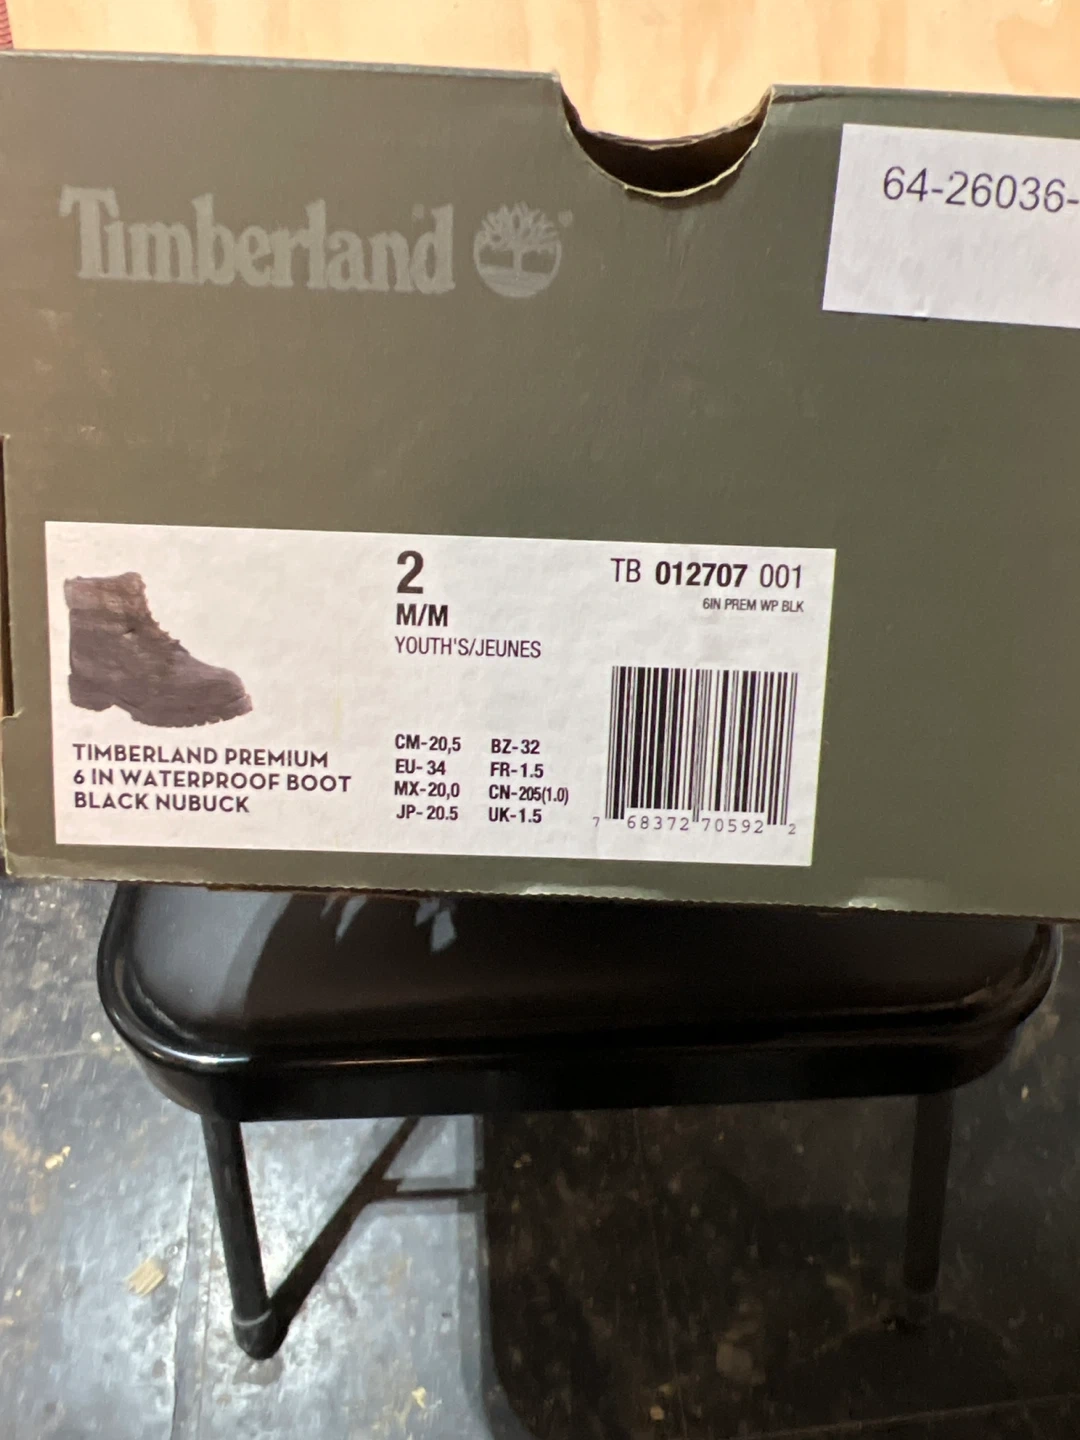 Timberland
64-26036-
2
M/M
YOUTH'S/JEUNES
TB 012707 001
6IN PREM WP BLK
TIMBERLAND PREMIUM
6 IN WATERPROOF BOOT
BLACK NUBUCK
CM-20,5 BZ-32
EU-34 FR-1.5
MX-20,0 CN-205(1.0)
JP-20.5 UK-1.5
7 68372 70592 2